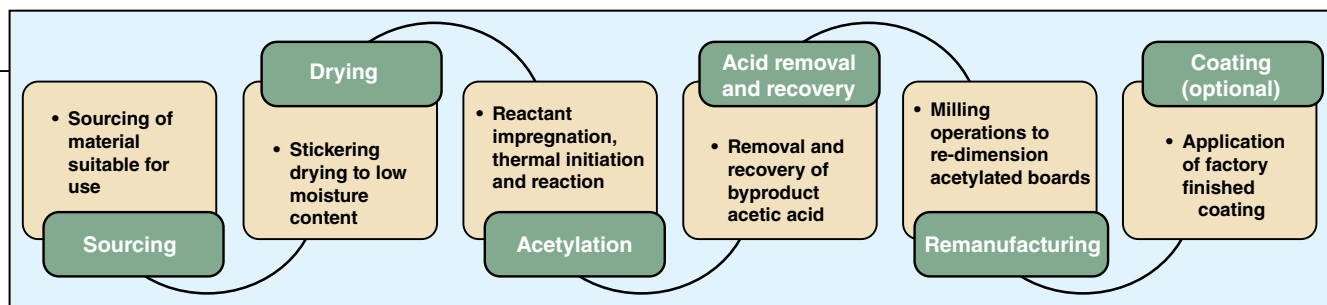 • Sourcing of
material
suitable for
use
Sourcing
Drying
• Stickering
drying to low
moisture
content
• Reactant
impregnation,
thermal initiation
and reaction
Acetylation
Acid removal
and recovery
• Removal and
recovery of
byproduct
acetic acid
• Milling
operations to
re-dimension
acetylated boards
Remanufacturing
Coating
(optional)
• Application
of factory
finished
coating